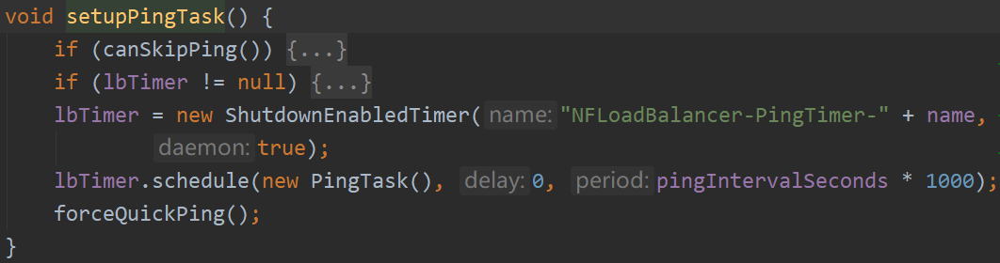 void setupPingTask() {
if (canSkipPing()) {...}
if (lbTimer != null) {...}
lbTimer = new ShutdownEnabledTimer( name: "NFLoadBalancer-PingTimer-" + name,
daemon: true);
lbTimer.schedule(new PingTask(), delay: 0, period: pingIntervalSeconds * 1000);
forceQuickPing();
}